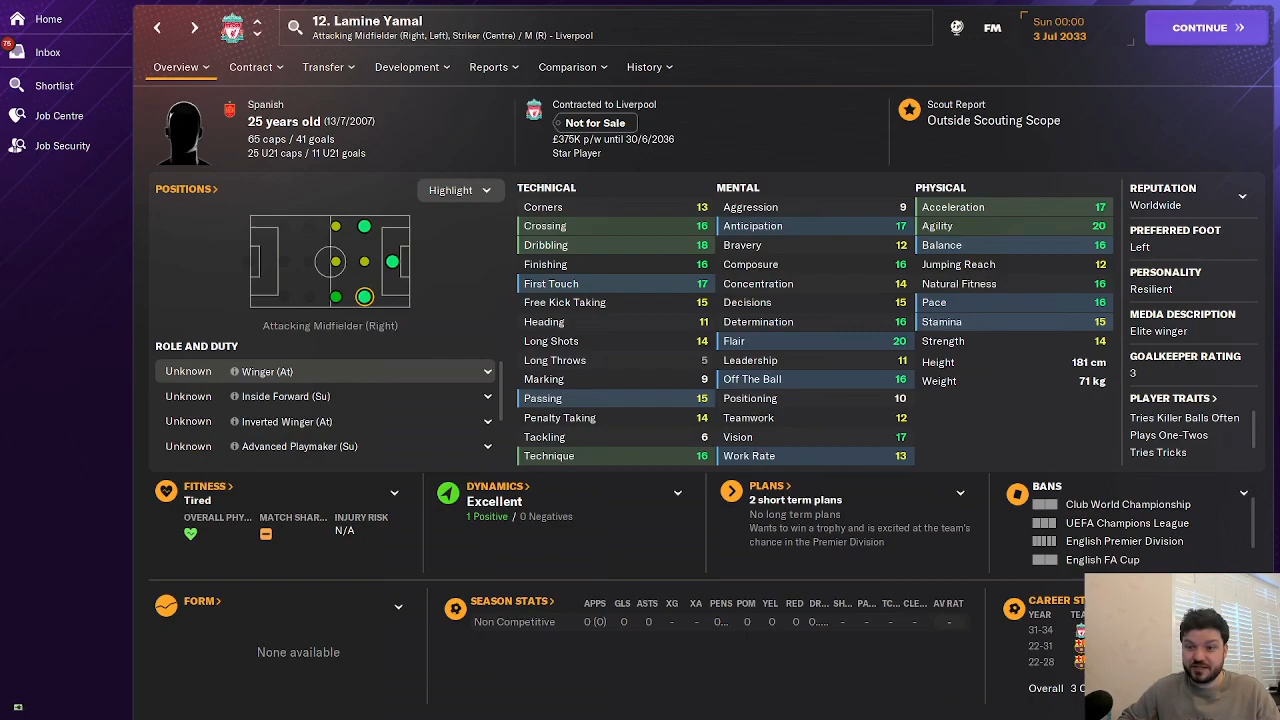 Home
75
Inbox
Shortlist
Job Centre
Job Security
12. Lamine Yamal
Attacking Midfielder (Right, Left), Striker (Centre) / M (R) - Liverpool
FM
Sun 00:00
3 Jul 2033
CONTINUE
Overview
Contract
Transfer
Development
Reports
Comparison
History
Spanish
25 years old (13/7/2007)
65 caps / 41 goals
25 U21 caps / 11 U21 goals
Contracted to Liverpool
Not for Sale
£375K p/w until 30/6/2036
Star Player
Scout Report
Outside Scouting Scope
POSITIONS>
Highlight
Attacking Midfielder (Right)
ROLE AND DUTY
Unknown Winger (At)
Unknown Inside Forward (Su)
Unknown Inverted Winger (At)
Unknown Advanced Playmaker (Su)
TECHNICAL
Corners 13
Crossing 16
Dribbling 18
Finishing 16
First Touch 17
Free Kick Taking 15
Heading 11
Long Shots 14
Long Throws 5
Marking 9
Passing 15
Penalty Taking 14
Tackling 6
Technique 16
MENTAL
Aggression 9
Anticipation 17
Bravery 12
Composure 16
Concentration 14
Decisions 15
Determination 16
Flair 20
Leadership 11
Off The Ball 16
Positioning 10
Teamwork 12
Vision 17
Work Rate 13
PHYSICAL
Acceleration 17
Agility 20
Balance 16
Jumping Reach 12
Natural Fitness 16
Pace 16
Stamina 15
Strength 14
Height 181 cm
Weight 71 kg
REPUTATION
Worldwide
PREFERRED FOOT
Left
PERSONALITY
Resilient
MEDIA DESCRIPTION
Elite winger
GOALKEEPER RATING
3
PLAYER TRAITS>
Tries Killer Balls Often
Plays One-Twos
Tries Tricks
FITNESS>
Tired
OVERALL PHY... MATCH SHAR... INJURY RISK
N/A
DYNAMICS>
Excellent
1 Positive / 0 Negatives
PLANS>
2 short term plans
No long term plans
Wants to win a trophy and is excited at the team's
chance in the Premier Division
BANS
Club World Championship
UEFA Champions League
English Premier Division
English FA Cup
FORM>
None available
SEASON STATS>
APPS GLS ASTS XG XA PENS POM YEL RED DR... SH... PA... TC... CLE... AV RAT
Non Competitive 0 (0) 0 0 - - 0... 0 0 0 0..... - - - - -
CAREER ST
YEAR TE
31-34
22-31
22-28
Overall 3 C